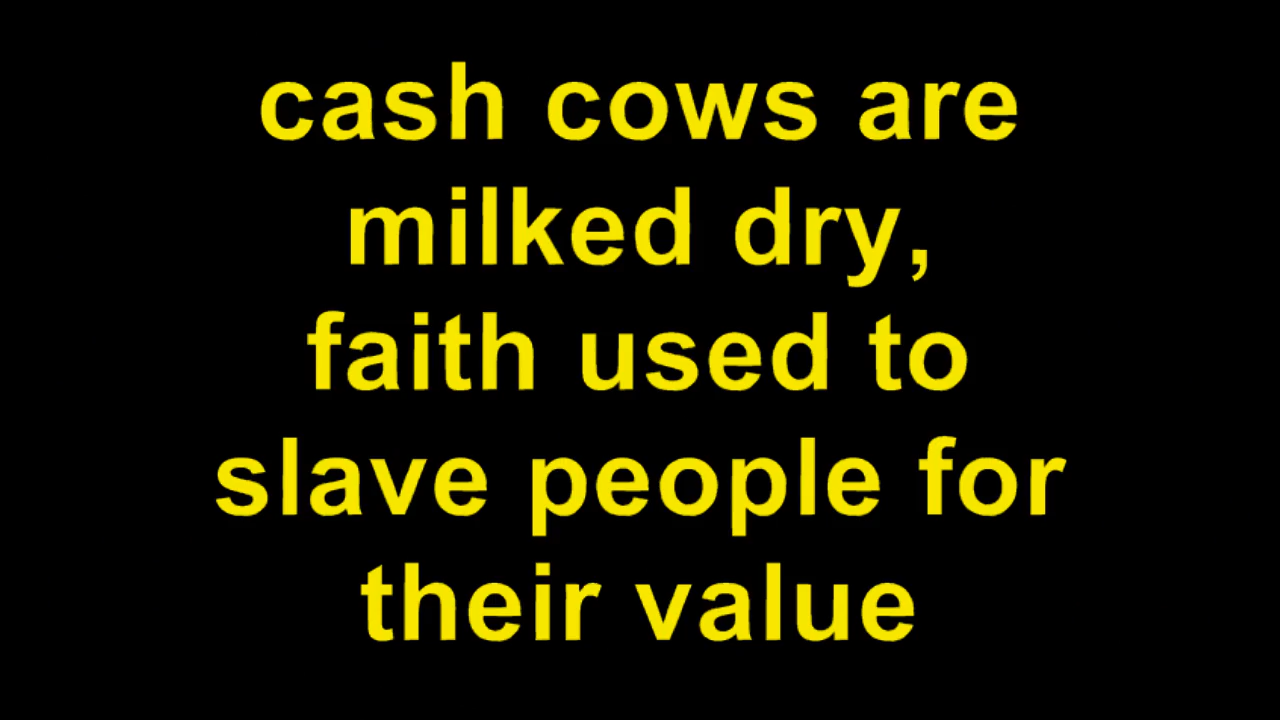 cash cows are
milked dry,
faith used to
slave people for
their value